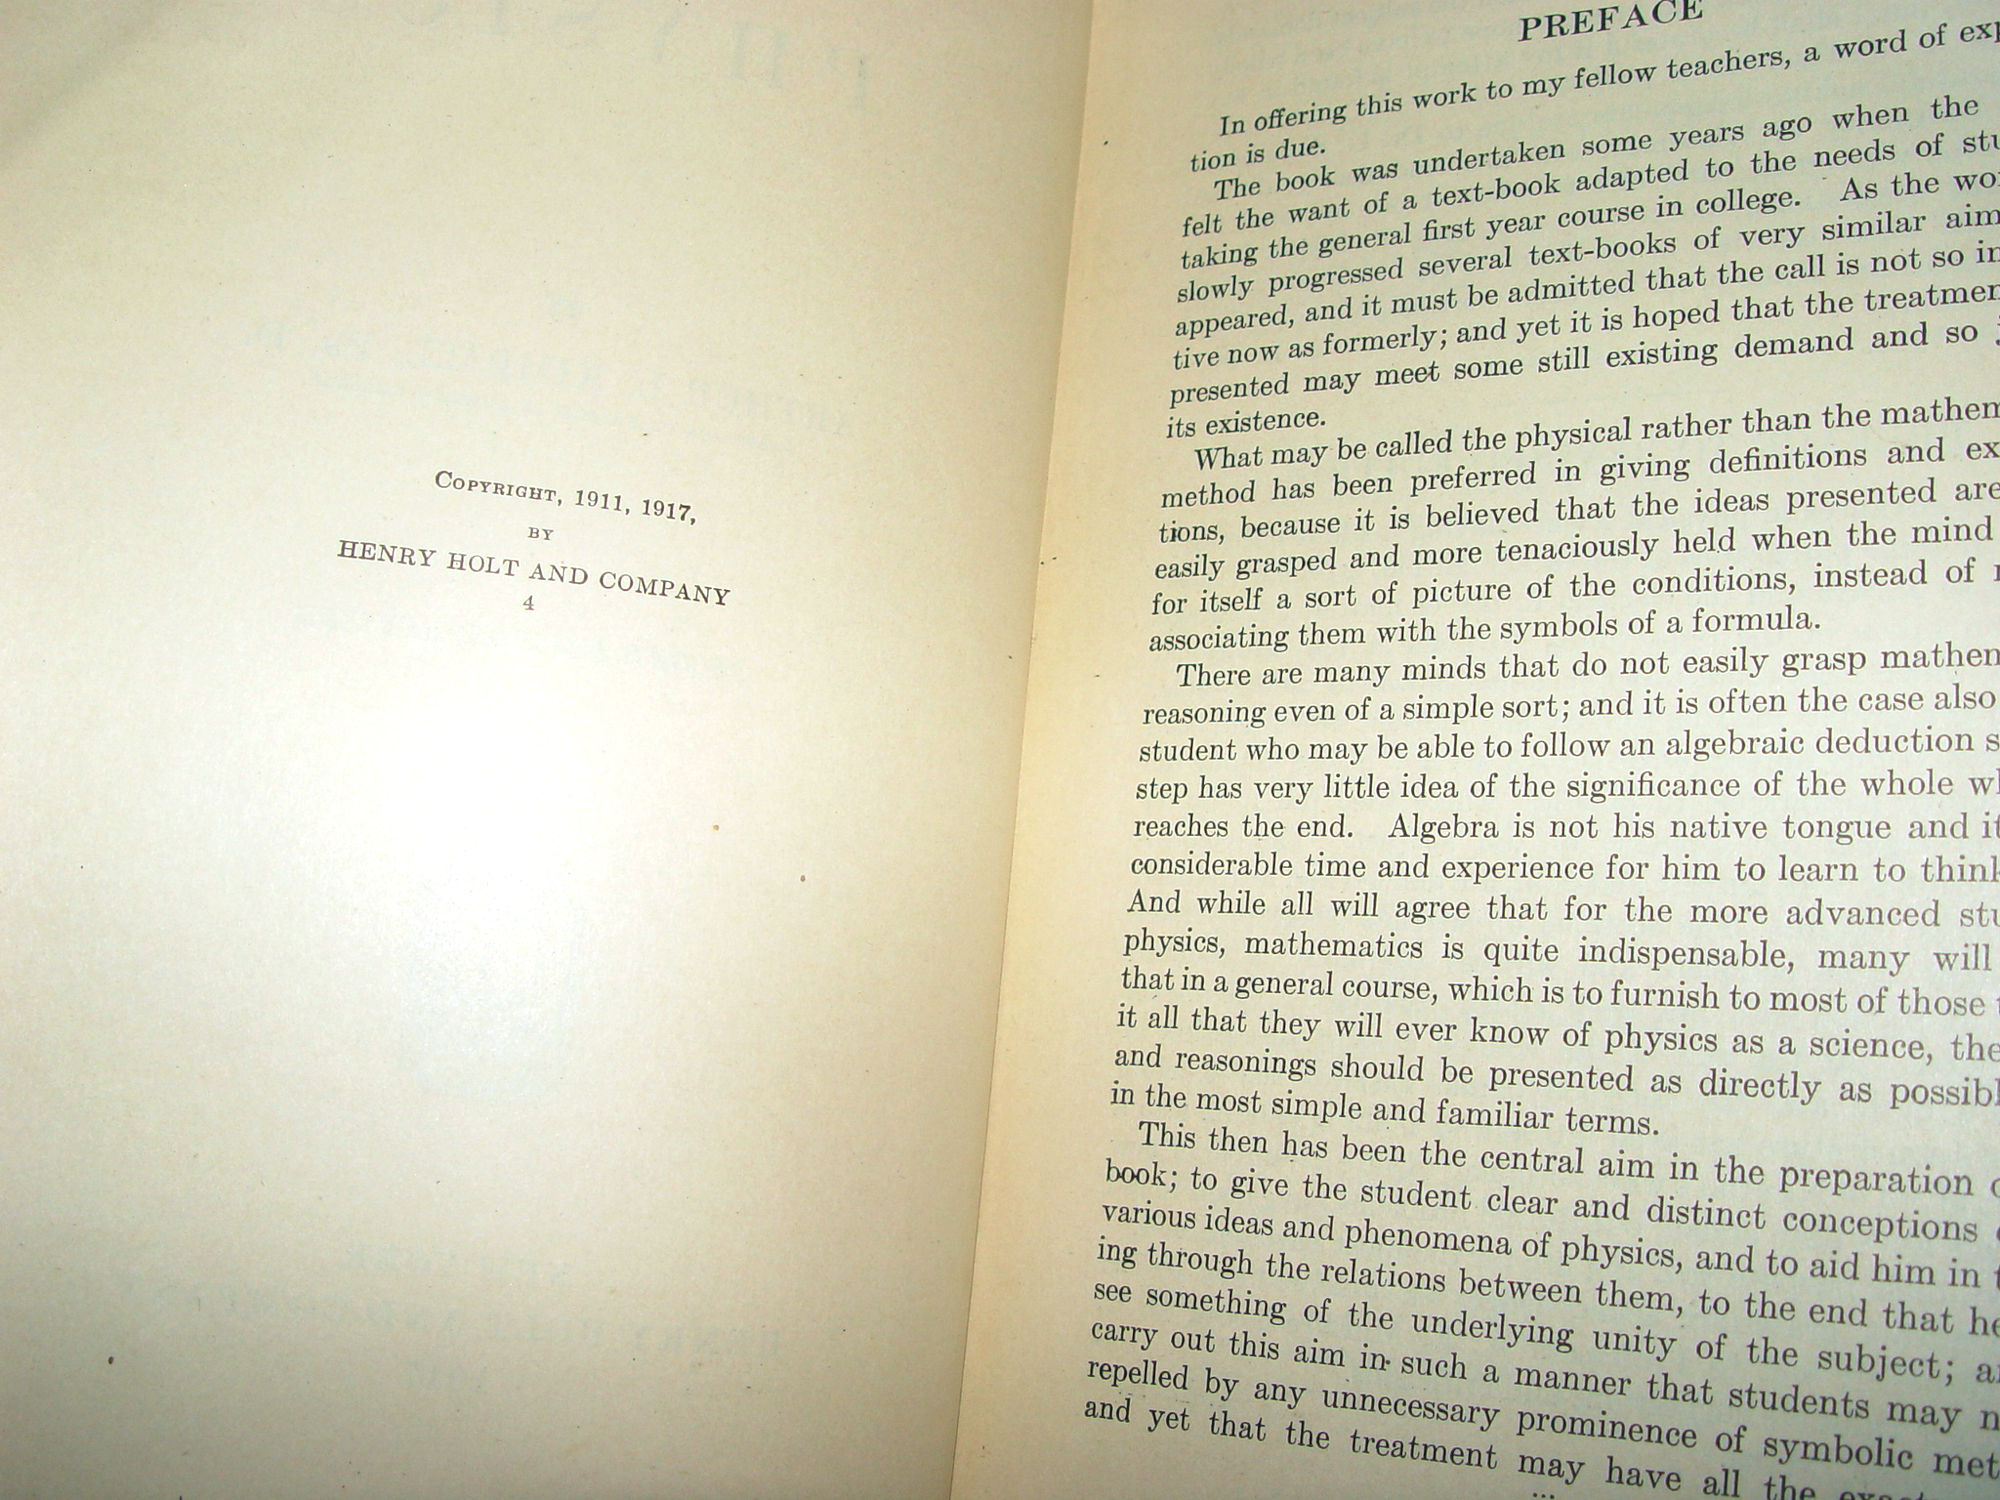 COPYRIGHT, 1911, 1917,
BY
HENRY HOLT AND COMPANY
4
PREFACE
In offering this work to my fellow teachers, a word of exp
tion is due.
The book was undertaken some years ago when the
felt the want of a text-book adapted to the needs of stu
taking the general first year course in college. As the wor
slowly progressed several text-books of very similar aim
appeared, and it must be admitted that the call is not so im
tive now as formerly; and yet it is hoped that the treatmen
presented may meet some still existing demand and so j
its existence.
What may be called the physical rather than the mathem
method has been preferred in giving definitions and ex
tions, because it is believed that the ideas presented are
easily grasped and more tenaciously held when the mind
for itself a sort of picture of the conditions, instead of
associating them with the symbols of a formula.
There are many minds that do not easily grasp mathem
reasoning even of a simple sort; and it is often the case also
student who may be able to follow an algebraic deduction s
step has very little idea of the significance of the whole wh
reaches the end. Algebra is not his native tongue and it
considerable time and experience for him to learn to think
And while all will agree that for the more advanced stu
physics, mathematics is quite indispensable, many will
that in a general course, which is to furnish to most of those t
it all that they will ever know of physics as a science, the
and reasonings should be presented as directly as possibl
in the most simple and familiar terms.
This then has been the central aim in the preparation o
book; to give the student clear and distinct conceptions
various ideas and phenomena of physics, and to aid him in t
ing through the relations between them, to the end that he
see something of the underlying unity of the subject; a
carry out this aim in such a manner that students may n
repelled by any unnecessary prominence of symbolic met
and yet that the treatment may have all the